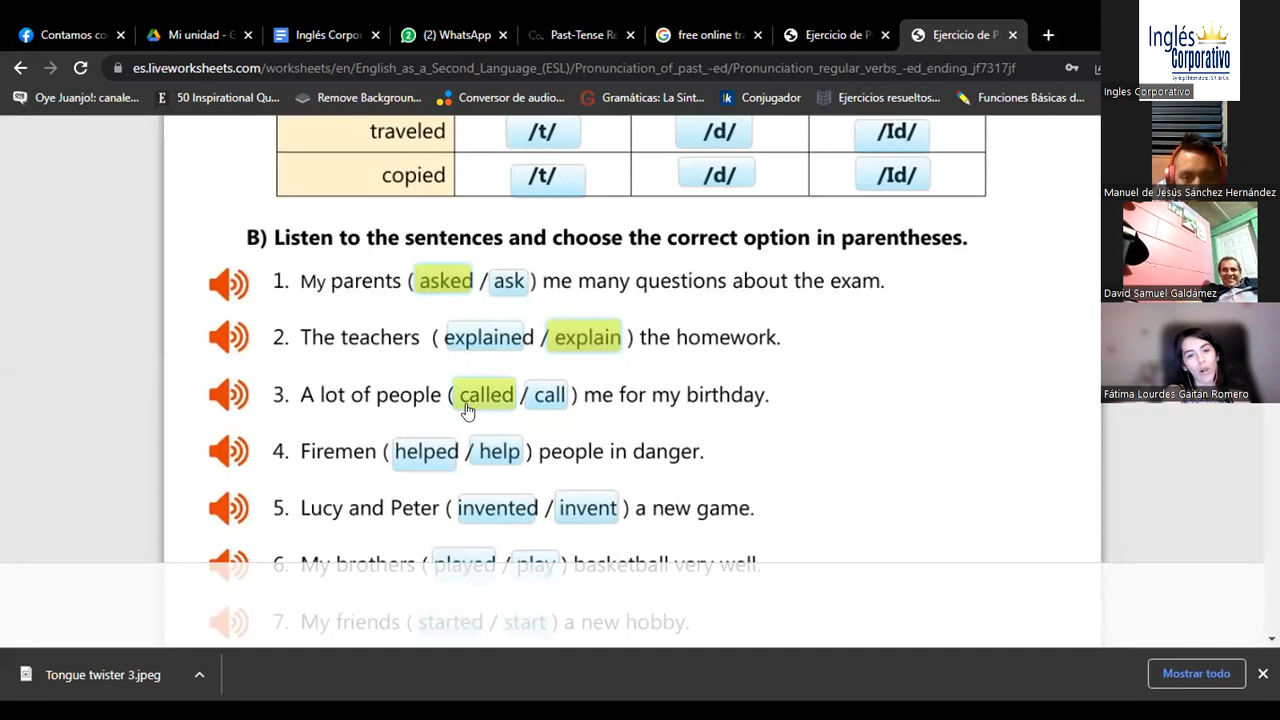 Contamos co
Mi unidad - G
Inglés Corpor
(2) WhatsApp
Past-Tense Re
free online tra
Ejercicio de P
Ejercicio de P
es.liveworksheets.com/worksheets/en/English_as_a_Second_Language_(ESL)/Pronunciation_of_past_-ed/Pronunciation_regular_verbs_-ed_ending_jf7317jf
Oye Juanjo!: canale...
50 Inspirational Qu...
Remove Backgroun...
Conversor de audio...
Gramáticas: La Sint...
Conjugador
Ejercicios resueltos...
Funciones Básicas d...
traveled /t/ /d/ /Id/
copied /t/ /d/ /Id/
B) Listen to the sentences and choose the correct option in parentheses.
1. My parents ( asked / ask ) me many questions about the exam.
2. The teachers ( explained / explain ) the homework.
3. A lot of people ( called / call ) me for my birthday.
4. Firemen ( helped / help ) people in danger.
5. Lucy and Peter ( invented / invent ) a new game.
6. My brothers ( played / play ) basketball very well.
7. My friends ( started / start ) a new hobby.
Tongue twister 3.jpeg
Mostrar todo
Inglés
Corporativo
Ingles Corporativo
Manuel de Jesús Sánchez Hernández
David Samuel Galdámez
Fátima Lourdes Gaitán Romero